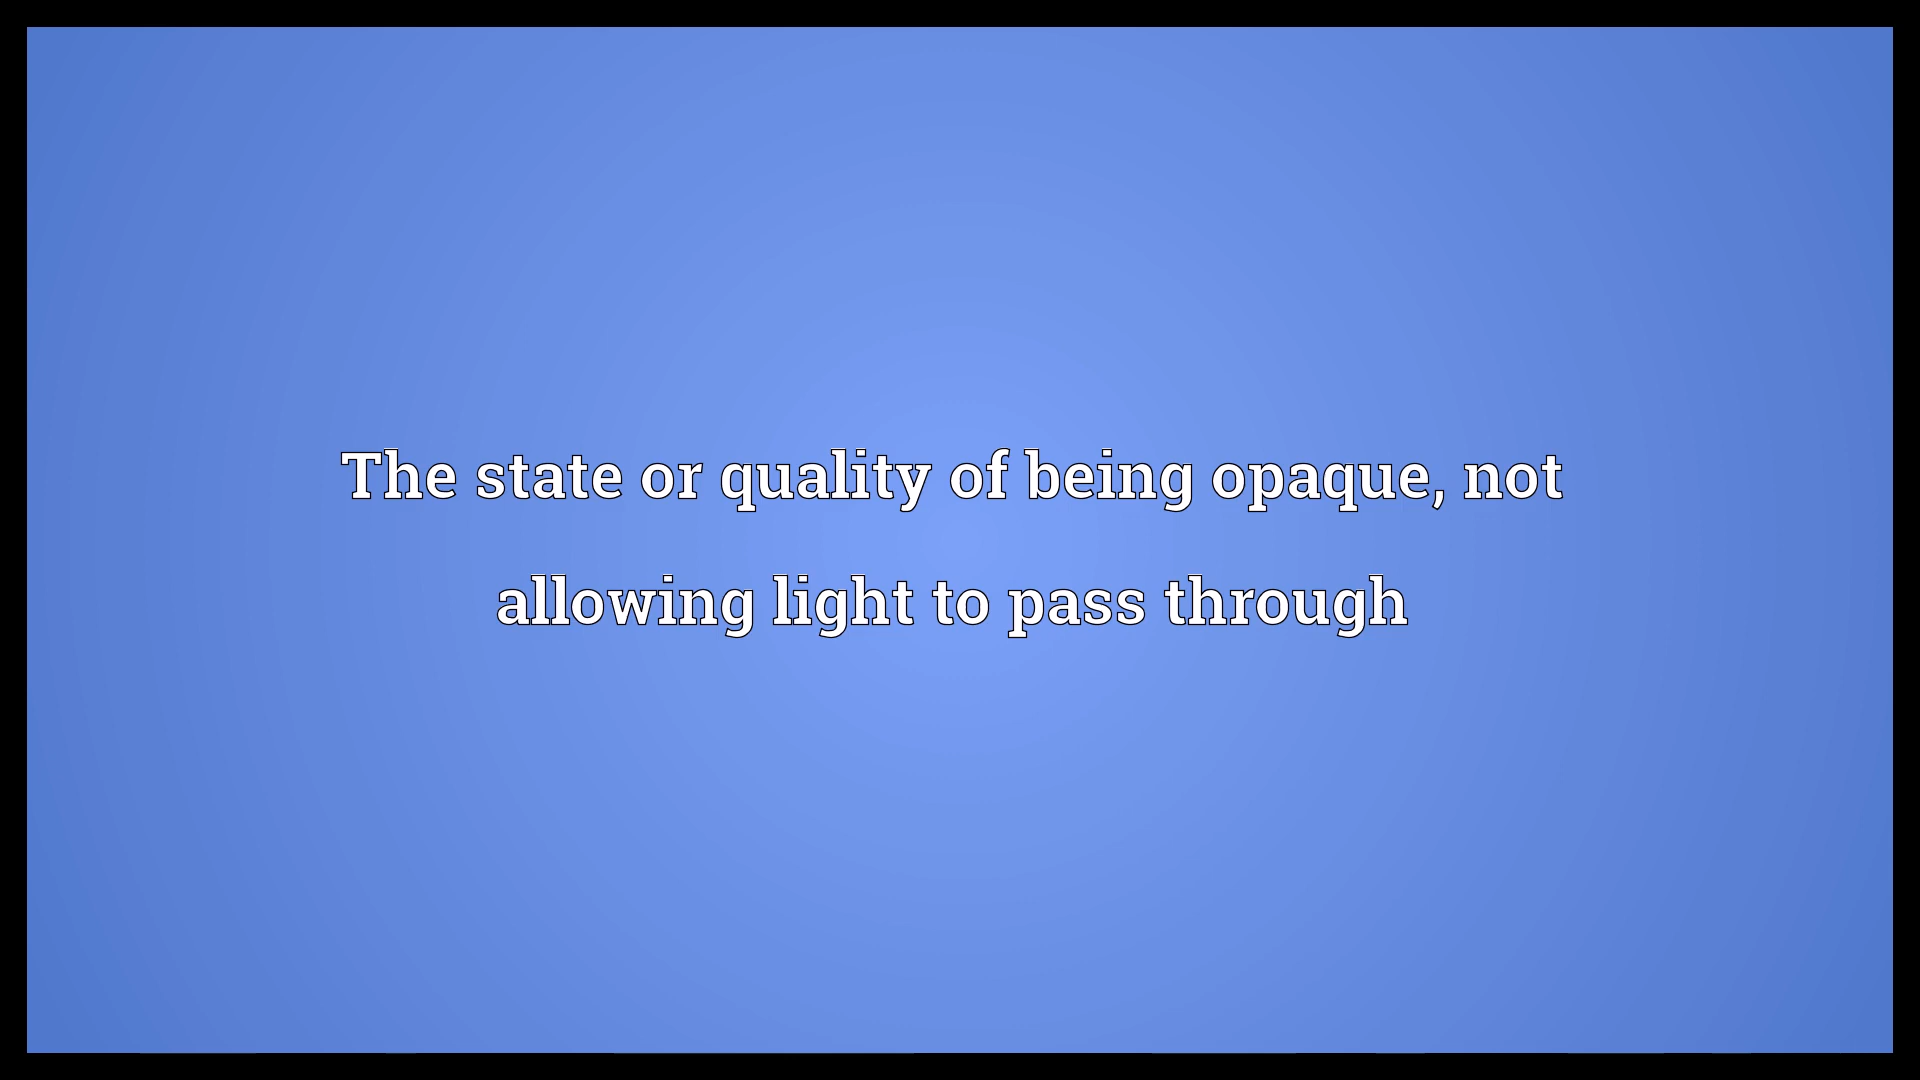 The state or quality of being opaque, not
allowing light to pass through